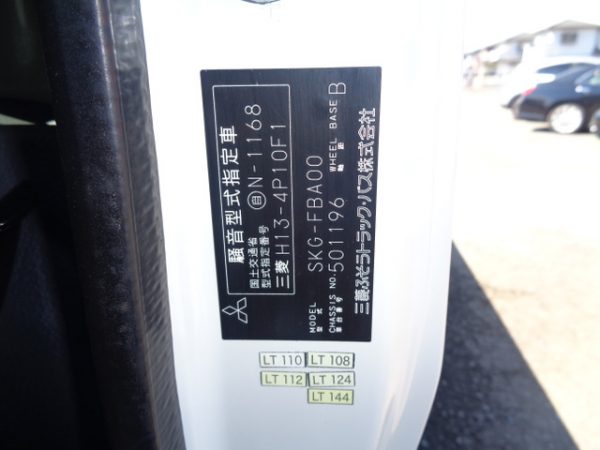 騒音型式指定車
国土交通省
型式指定番号 自 N-1168
三菱 H13-4P10F1
MODEL
型式 SKG-FBA00
CHASSIS NO.
車台番号 501196 WHEEL BASE
軸距 B
三菱ふそうトラック・バス株式会社
LT 110 LT 108
LT 112 LT 124
LT 144